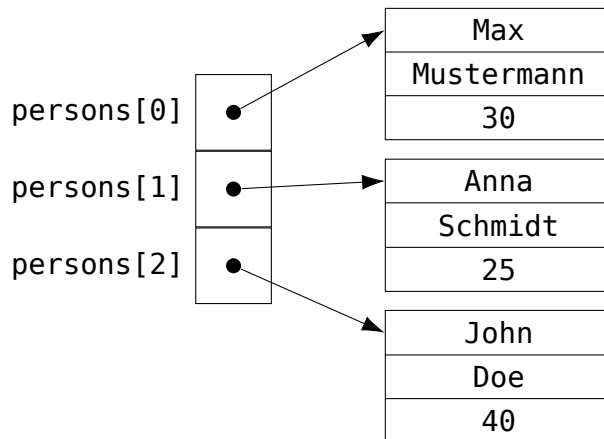 persons[0]
persons[1]
persons[2]
Max
Mustermann
30
Anna
Schmidt
25
John
Doe
40